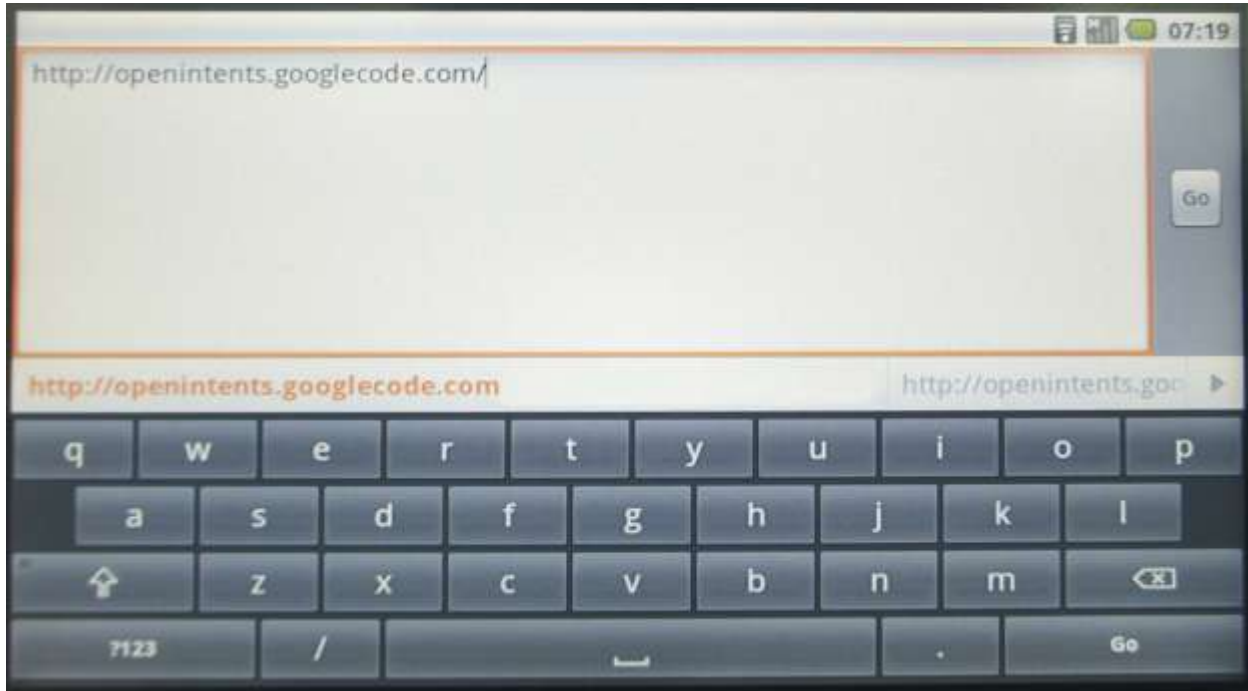 07:19
http://openintents.googlecode.com/
Go
http://openintents.googlecode.com http://openintents.goo
q w e r t y u i o p
a s d f g h j k l
z x c v b n m
?123 / . Go